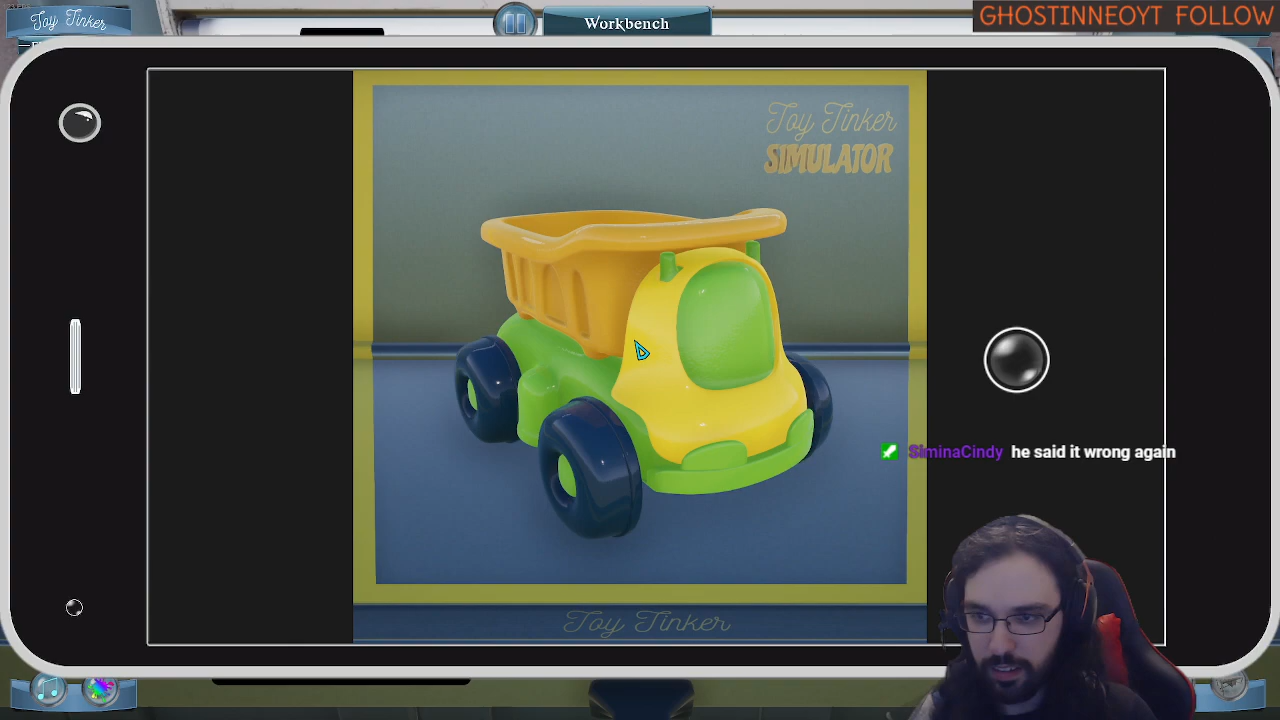 Toy Tinker
Workbench
GHOSTINNEOYT FOLLOW
Toy Tinker
SIMULATOR
SiminaCindy he said it wrong again
Toy Tinker